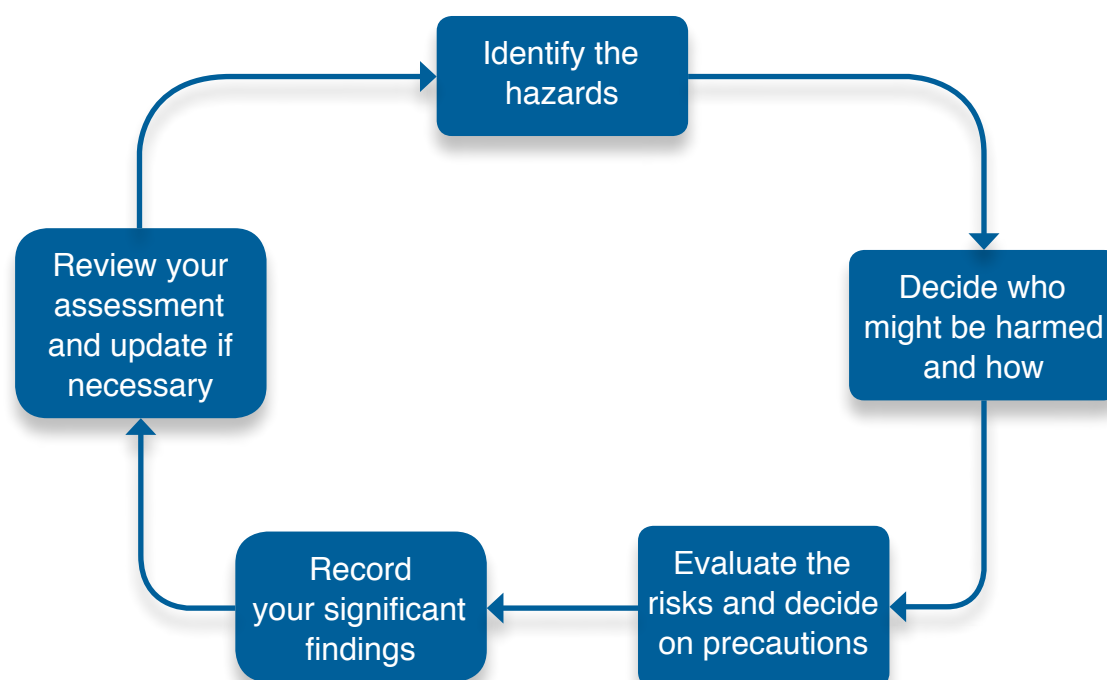 Identify the
hazards
Decide who
might be harmed
and how
Evaluate the
risks and decide
on precautions
Record
your significant
findings
Review your
assessment
and update if
necessary